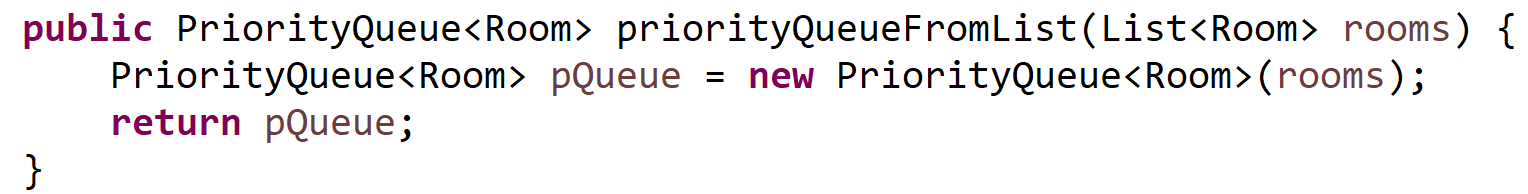 public PriorityQueue<Room> priorityQueueFromList(List<Room> rooms) {
    PriorityQueue<Room> pQueue = new PriorityQueue<Room>(rooms);
    return pQueue;
}